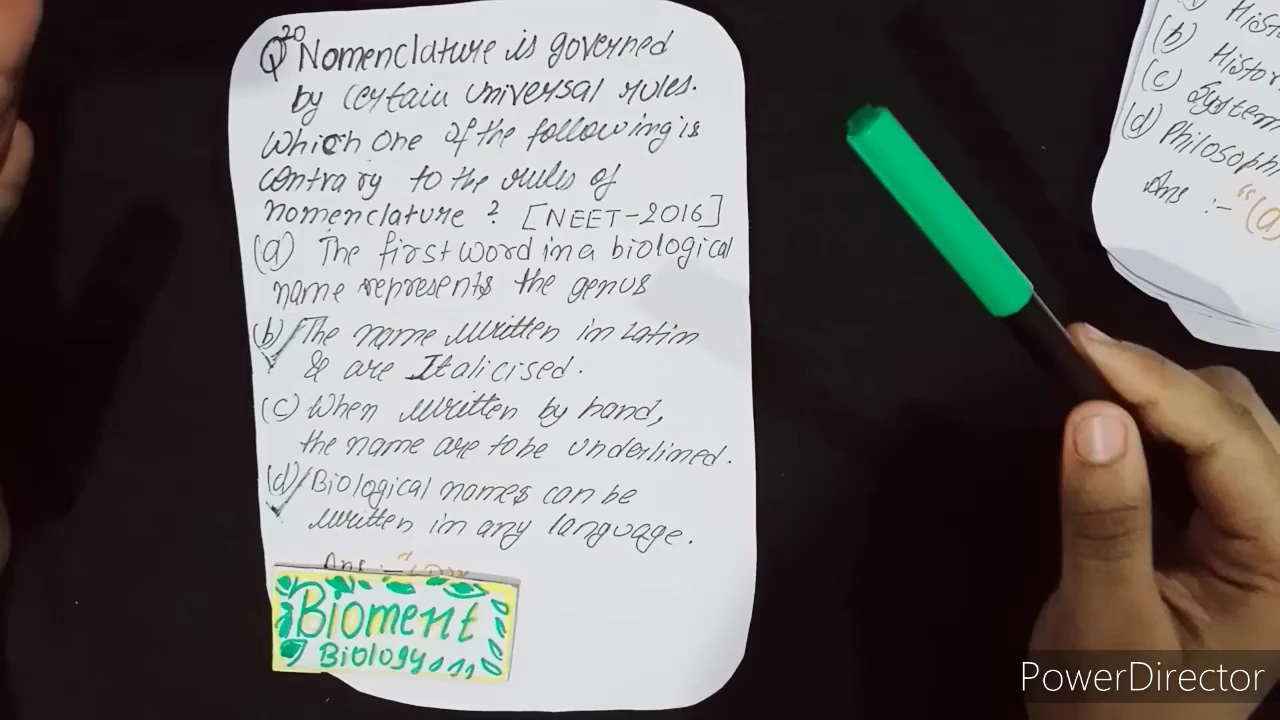 Q20 Nomenclature is governed
by certain universal rules.
Which one of the following is
contrary to the rules of
nomenclature ? [NEET-2016]
(a) The first word in a biological
name represents the genus
(b) The name written in Latin
& are Italicised.
(c) When written by hand,
the name are to be underlined.
(d) Biological names can be
written in any language.
Ans :-
Bioment
Biology
(b)
(c) System
(d) Philosoph
Ans :- "(a)
PowerDirector